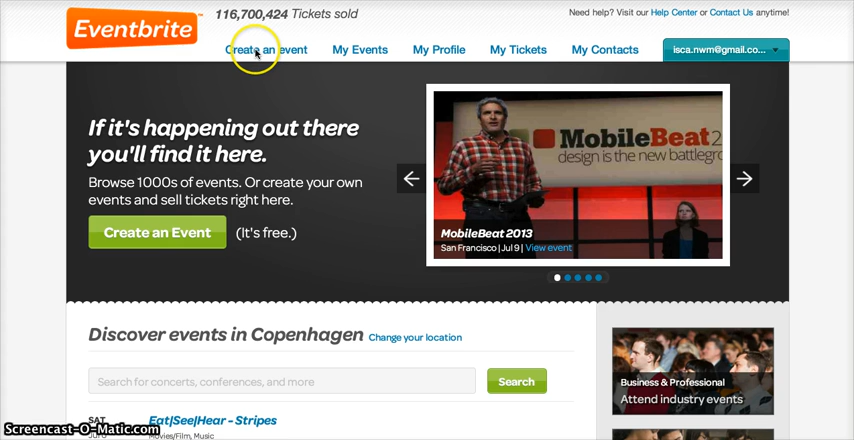 Eventbrite
116,700,424 Tickets sold
Need help? Visit our Help Center or Contact Us anytime!
Create an event
My Events
My Profile
My Tickets
My Contacts
isca.nwm@gmail.co...
If it's happening out there
you'll find it here.
Browse 1000s of events. Or create your own
events and sell tickets right here.
Create an Event
(It's free.)
MobileBeat 2
design is the new battlegro
MobileBeat 2013
San Francisco | Jul 9 | View event
Discover events in Copenhagen
Change your location
Search for concerts, conferences, and more
Search
SAT
Eat|See|Hear - Stripes
Movies/Film, Music
Business & Professional
Attend industry events
Screencast-O-Matic.com